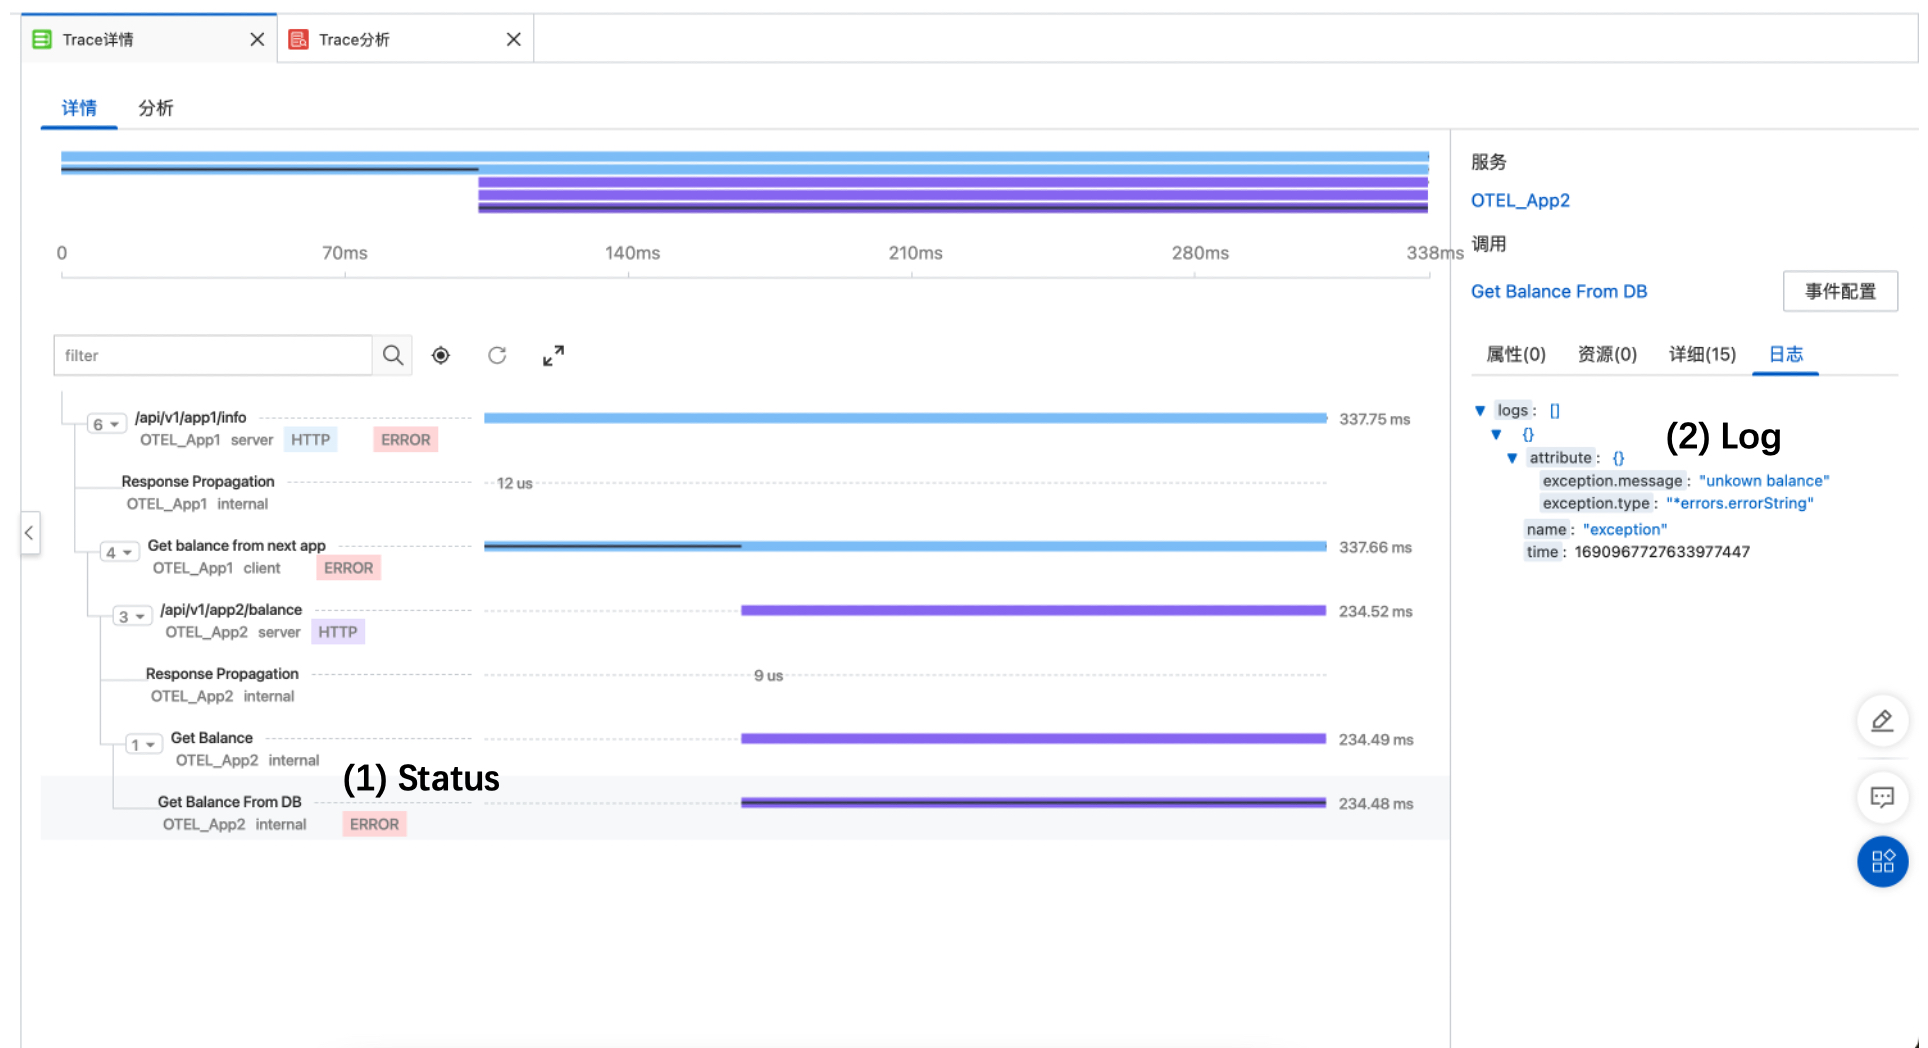 Trace详情
Trace分析
详情 分析
0 70ms 140ms 210ms 280ms 338ms
filter
6 /api/v1/app1/info 337.75 ms
OTEL_App1 server HTTP ERROR
Response Propagation 12 us
OTEL_App1 internal
4 Get balance from next app 337.66 ms
OTEL_App1 client ERROR
3 /api/v1/app2/balance 234.52 ms
OTEL_App2 server HTTP
Response Propagation 9 us
OTEL_App2 internal
1 Get Balance 234.49 ms
OTEL_App2 internal
(1) Status
Get Balance From DB 234.48 ms
OTEL_App2 internal ERROR
服务
OTEL_App2
调用
Get Balance From DB 事件配置
属性(0) 资源(0) 详细(15) 日志
logs : []
{}
(2) Log
attribute : {}
exception.message : "unkown balance"
exception.type : "*errors.errorString"
name : "exception"
time : 1690967727633977447